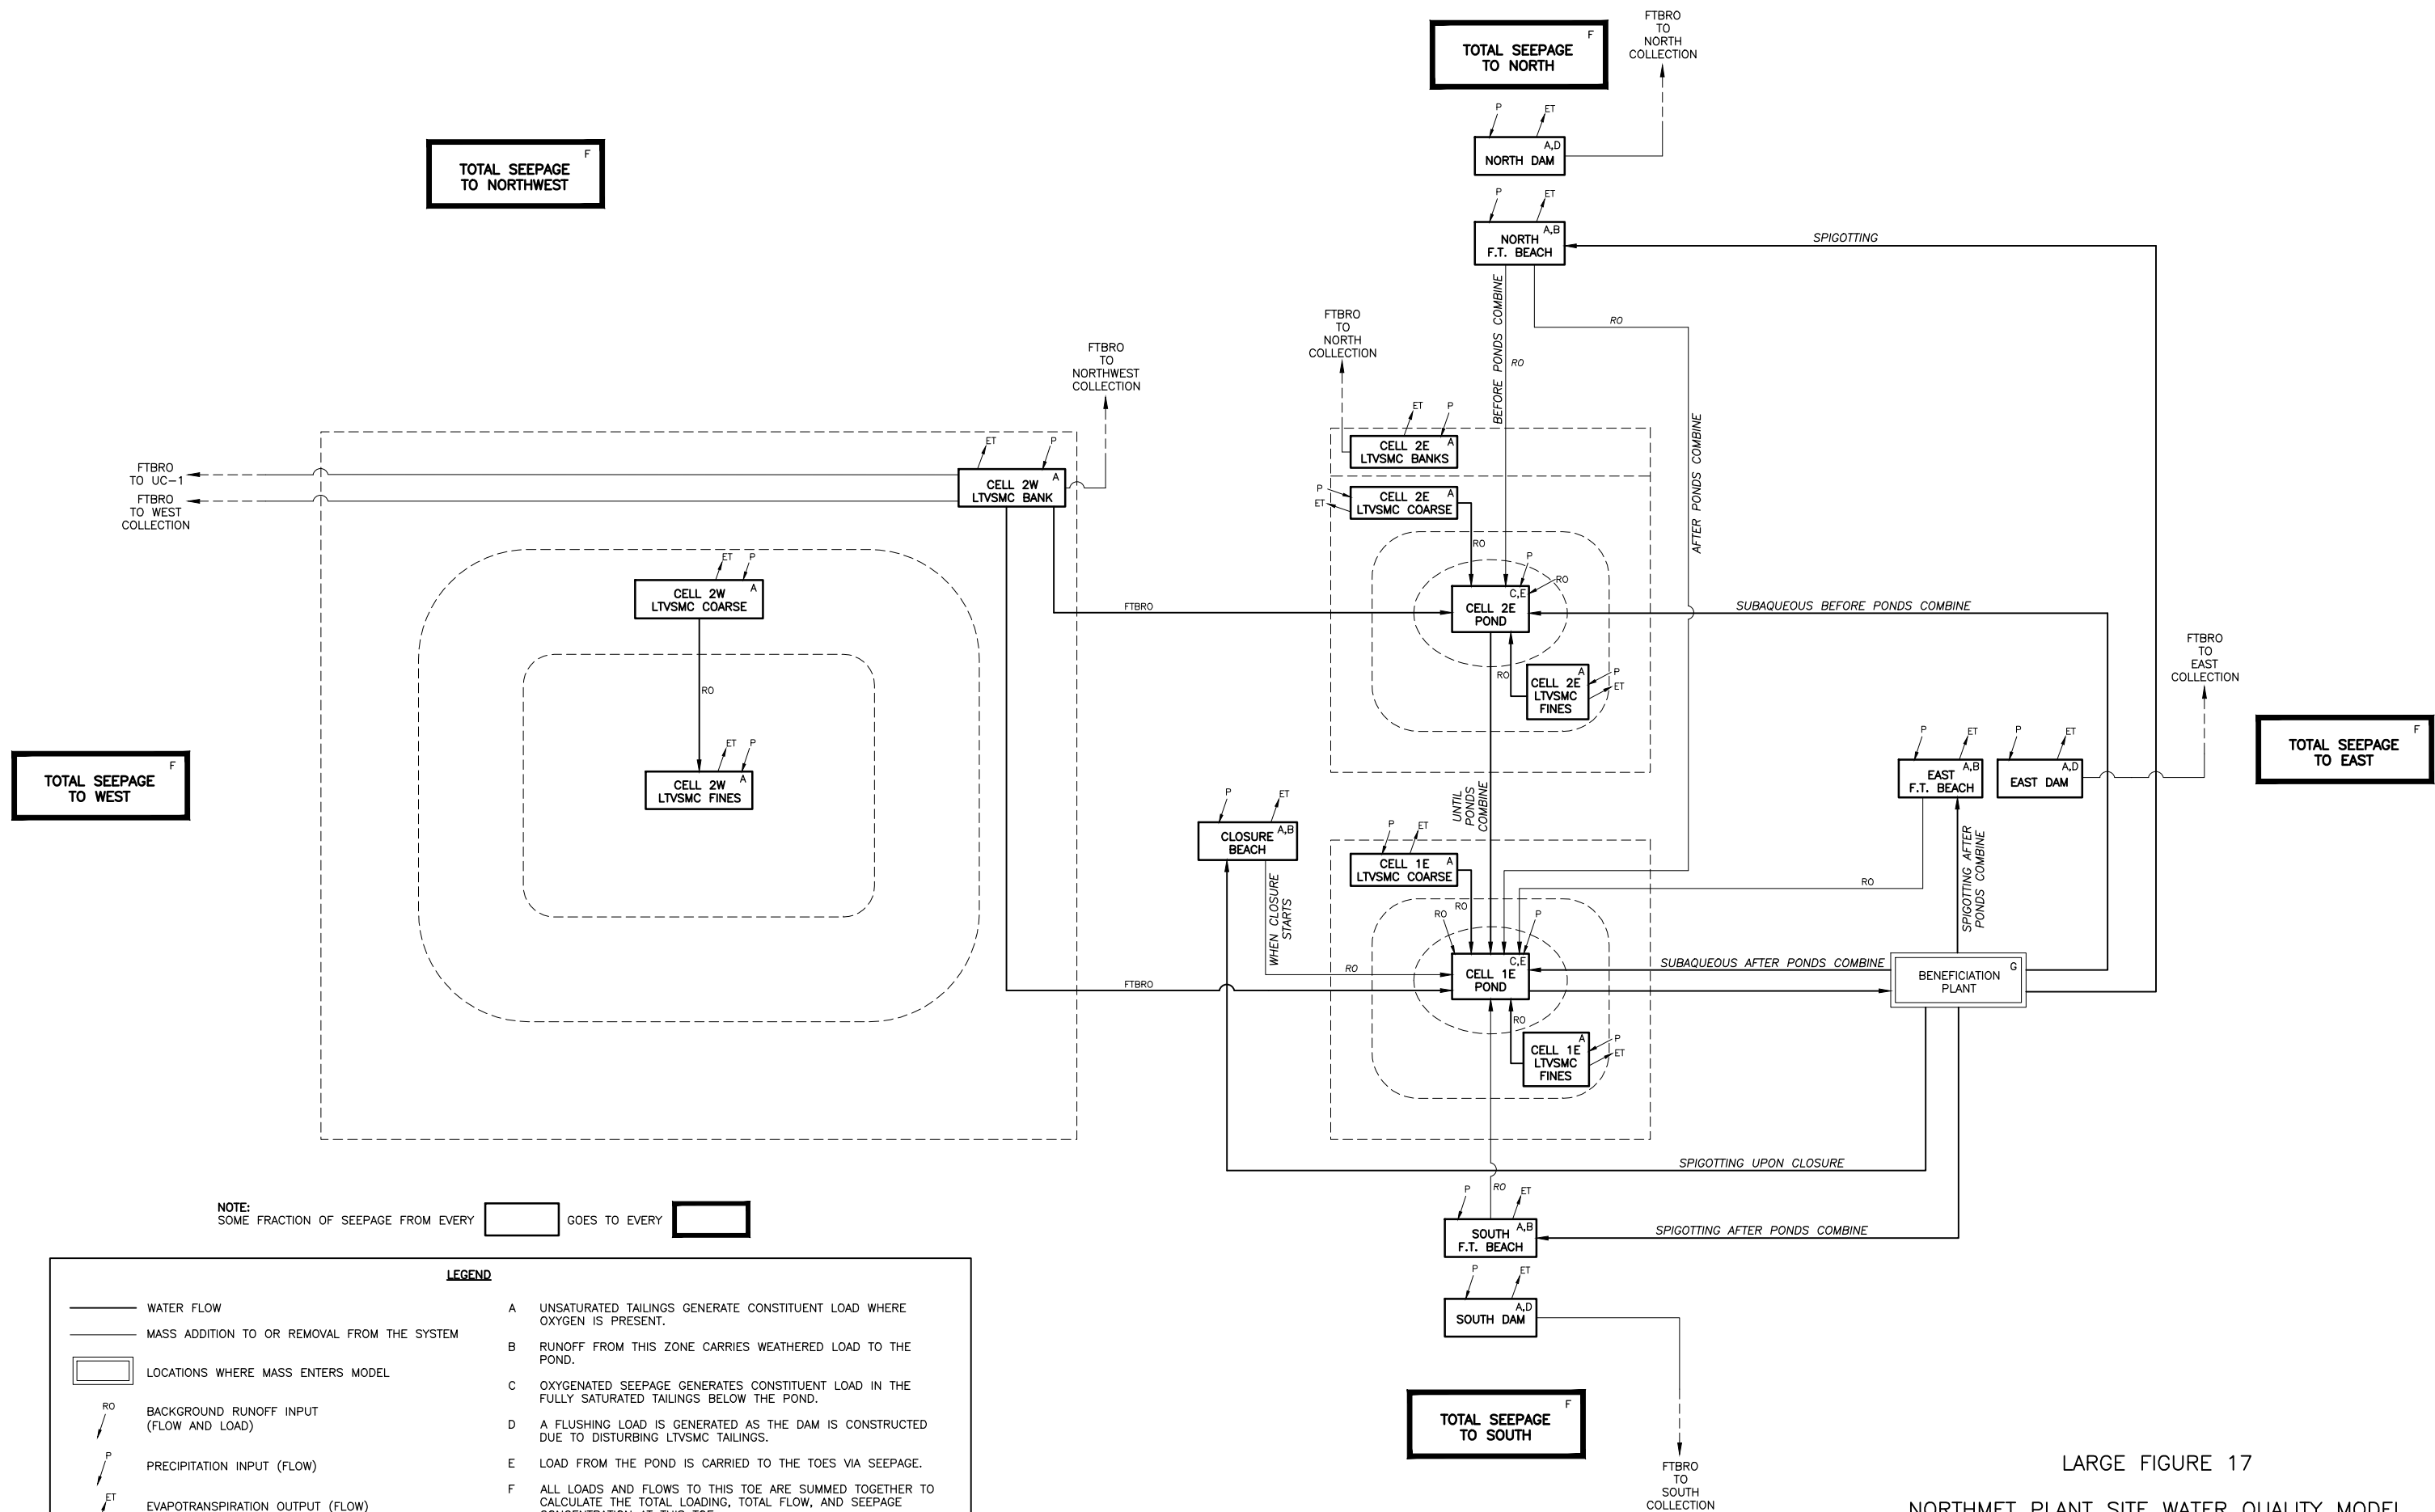 FTBRO
TO
NORTH
COLLECTION
F
TOTAL SEEPAGE
TO NORTH
P
ET
A,D
NORTH DAM
F
TOTAL SEEPAGE
TO NORTHWEST
P
ET
A,B
NORTH
F.T. BEACH
SPIGOTTING
BEFORE PONDS COMBINE
RO
RO
AFTER PONDS COMBINE
FTBRO
TO
NORTH
COLLECTION
FTBRO
TO
NORTHWEST
COLLECTION
ET
P
A
CELL 2E
LTVSMC BANKS
ET
P
A
CELL 2W
LTVSMC BANK
FTBRO
TO UC-1
FTBRO
TO WEST
COLLECTION
P
ET
A
CELL 2E
LTVSMC COARSE
RO
P
RO
C,E
CELL 2E
POND
ET
P
A
CELL 2W
LTVSMC COARSE
FTBRO
SUBAQUEOUS BEFORE PONDS COMBINE
RO
A
CELL 2E
LTVSMC
FINES
P
ET
RO
FTBRO
TO
EAST
COLLECTION
ET
P
A
CELL 2W
LTVSMC FINES
F
TOTAL SEEPAGE
TO WEST
P
ET
A,B
EAST
F.T. BEACH
P
ET
A,D
EAST DAM
F
TOTAL SEEPAGE
TO EAST
UNTIL
PONDS
COMBINE
P
ET
A,B
CLOSURE
BEACH
P
ET
A
CELL 1E
LTVSMC COARSE
SPIGOTTING AFTER
PONDS COMBINE
RO
WHEN CLOSURE
STARTS
RO
RO
P
C,E
CELL 1E
POND
RO
SUBAQUEOUS AFTER PONDS COMBINE
G
BENEFICIATION
PLANT
FTBRO
RO
A
CELL 1E
LTVSMC
FINES
P
ET
SPIGOTTING UPON CLOSURE
RO
P
ET
A,B
SOUTH
F.T. BEACH
SPIGOTTING AFTER PONDS COMBINE
P
ET
A,D
SOUTH DAM
F
TOTAL SEEPAGE
TO SOUTH
FTBRO
TO
SOUTH
COLLECTION
NOTE:
SOME FRACTION OF SEEPAGE FROM EVERY GOES TO EVERY
LEGEND
WATER FLOW
MASS ADDITION TO OR REMOVAL FROM THE SYSTEM
LOCATIONS WHERE MASS ENTERS MODEL
RO
BACKGROUND RUNOFF INPUT
(FLOW AND LOAD)
P
PRECIPITATION INPUT (FLOW)
ET
EVAPOTRANSPIRATION OUTPUT (FLOW)
A UNSATURATED TAILINGS GENERATE CONSTITUENT LOAD WHERE
OXYGEN IS PRESENT.
B RUNOFF FROM THIS ZONE CARRIES WEATHERED LOAD TO THE
POND.
C OXYGENATED SEEPAGE GENERATES CONSTITUENT LOAD IN THE
FULLY SATURATED TAILINGS BELOW THE POND.
D A FLUSHING LOAD IS GENERATED AS THE DAM IS CONSTRUCTED
DUE TO DISTURBING LTVSMC TAILINGS.
E LOAD FROM THE POND IS CARRIED TO THE TOES VIA SEEPAGE.
F ALL LOADS AND FLOWS TO THIS TOE ARE SUMMED TOGETHER TO
CALCULATE THE TOTAL LOADING, TOTAL FLOW, AND SEEPAGE
LARGE FIGURE 17
NORTHMET PLANT SITE WATER QUALITY MODEL